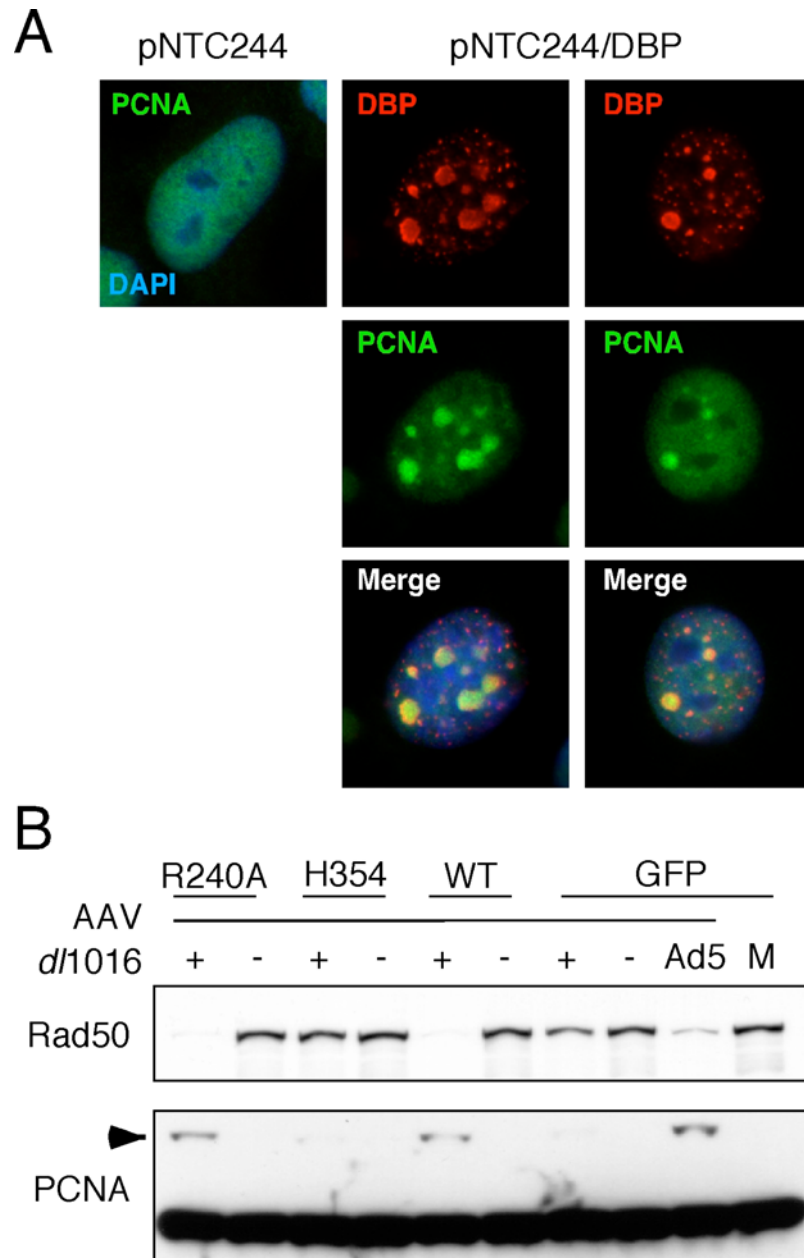 A
pNTC244 pNTC244/DBP
PCNA DBP DBP
DAPI
PCNA PCNA
Merge Merge
B
R240A H354 WT GFP
AAV
dl1016 + - + - + - + - Ad5 M
Rad50
PCNA